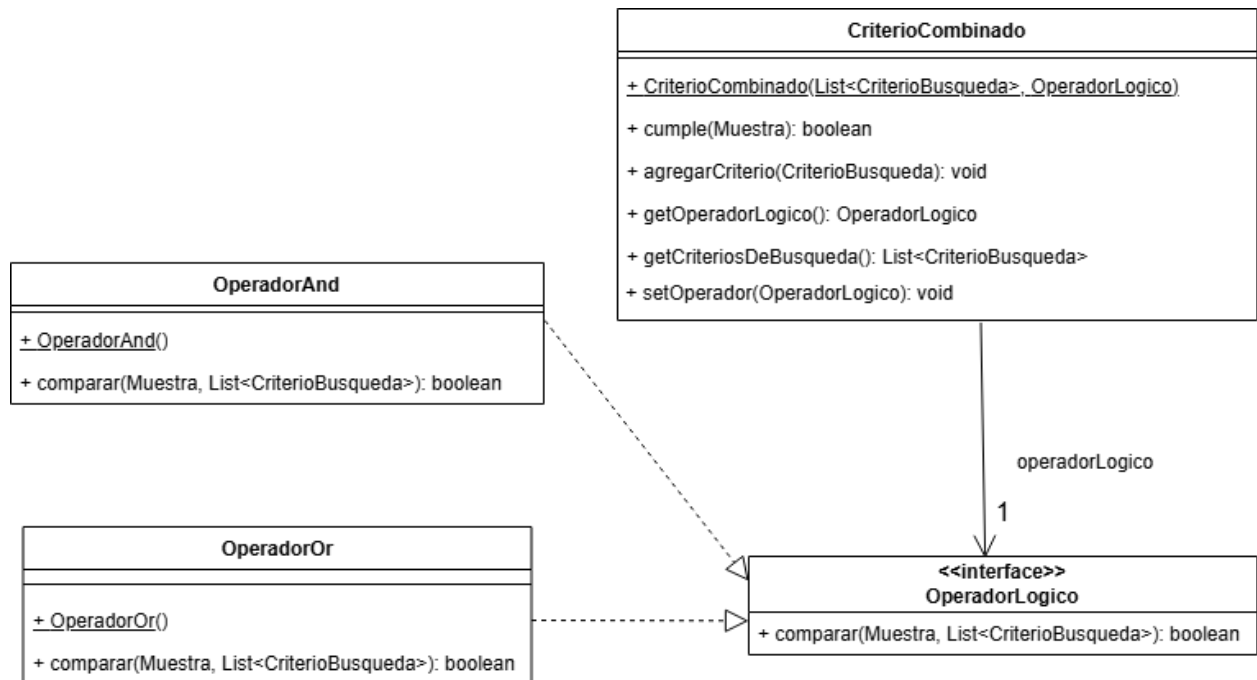 CriterioCombinado
+ CriterioCombinado(List<CriterioBusqueda>, OperadorLogico)
+ cumple(Muestra): boolean
+ agregarCriterio(CriterioBusqueda): void
+ getOperadorLogico(): OperadorLogico
+ getCriteriosDeBusqueda(): List<CriterioBusqueda>
+ setOperador(OperadorLogico): void
OperadorAnd
+ OperadorAnd()
+ comparar(Muestra, List<CriterioBusqueda>): boolean
operadorLogico
1
OperadorOr
+ OperadorOr()
+ comparar(Muestra, List<CriterioBusqueda>): boolean
<<interface>>
OperadorLogico
+ comparar(Muestra, List<CriterioBusqueda>): boolean